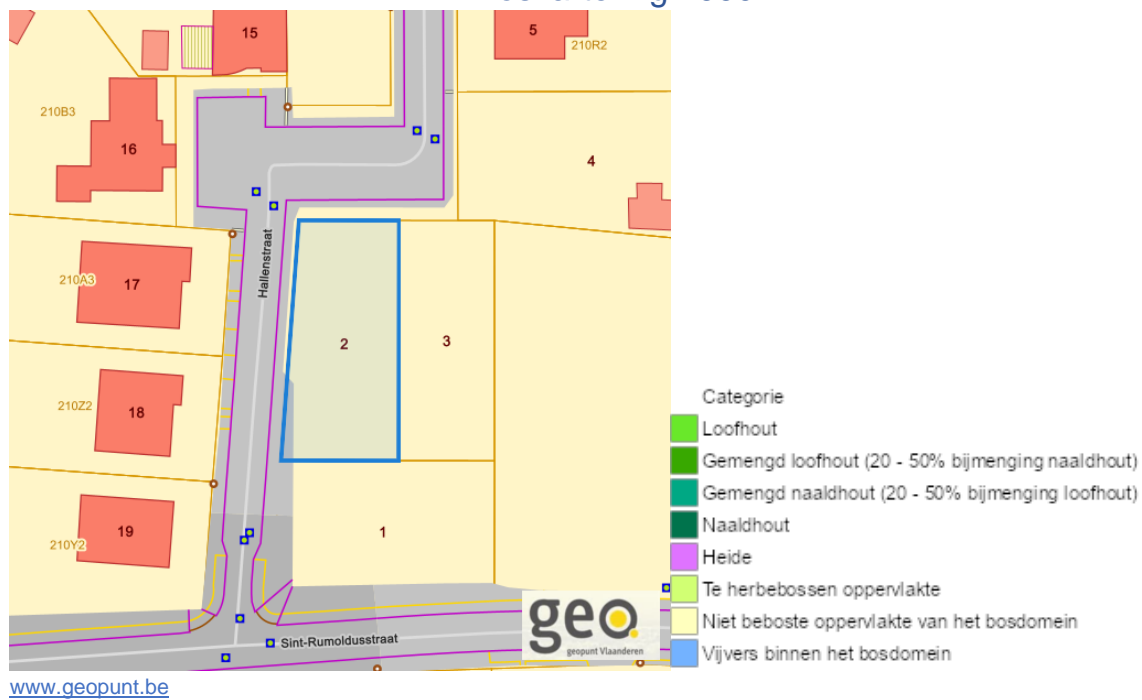 15
5
210R2
210B3
16
4
Hallenstraat
210A3
17
2
3
210Z2
18
19
210Y2
1
Sint-Rumoldusstraat
geo
geopunt Vlaanderen
Categorie
Loofhout
Gemengd loofhout (20 - 50% bijmenging naaldhout)
Gemengd naaldhout (20 - 50% bijmenging loofhout)
Naaldhout
Heide
Te herbebossen oppervlakte
Niet beboste oppervlakte van het bosdomein
Vijvers binnen het bosdomein
www.geopunt.be